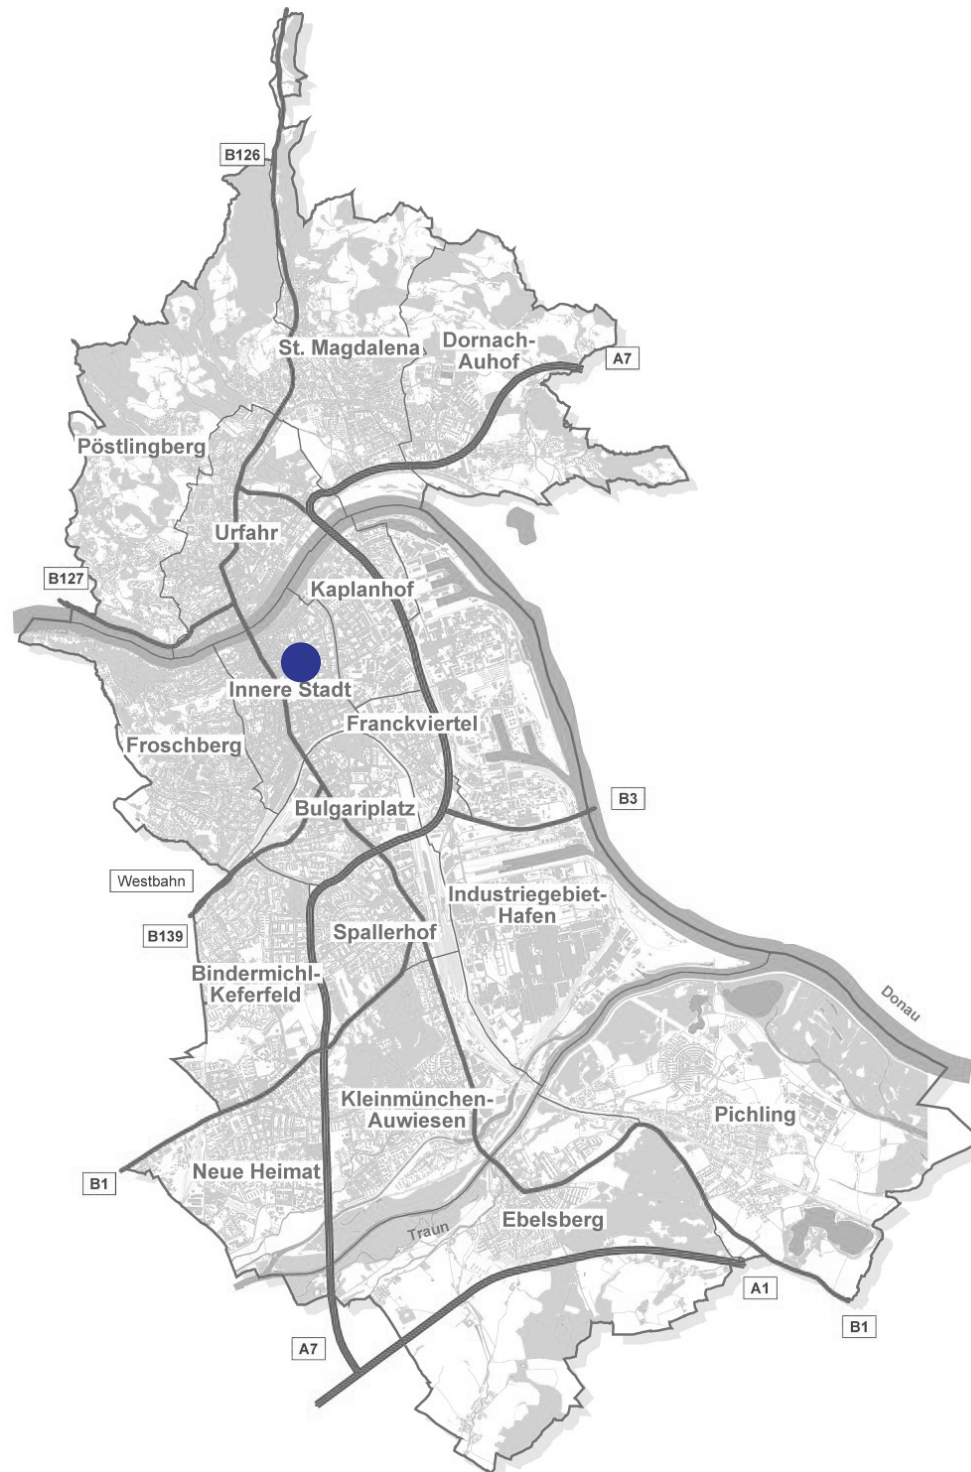 B126
St. Magdalena
Dornach-
Auhof
A7
Pöstlingberg
Urfahr
B127
Kaplanhof
Innere Stadt
Franckviertel
Froschberg
B3
Bulgariplatz
Westbahn
Industriegebiet-
Hafen
B139
Spallerhof
Bindermichl-
Keferfeld
Donau
Kleinmünchen-
Auwiesen
Pichling
B1
Neue Heimat
Ebelsberg
Traun
A1
B1
A7